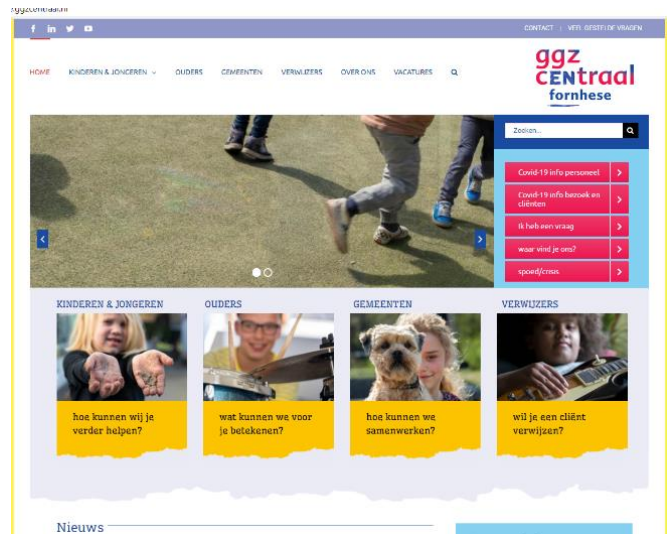 ggzcentraal.nl
CONTACT | VEEL GESTELDE VRAGEN
HOME KINDEREN & JONGEREN OUDERS GEMEENTEN VERWIJZERS OVER ONS VACATURES
ggz
CENtraal
fornhese
Zoeken...
Covid-19 info personeel
Covid-19 info bezoek en
cliënten
Ik heb een vraag
waar vind je ons?
spoed/crisis
KINDEREN & JONGEREN OUDERS GEMEENTEN VERWIJZERS
hoe kunnen wij je
verder helpen?
wat kunnen we voor
je betekenen?
hoe kunnen we
samenwerken?
wil je een cliënt
verwijzen?
Nieuws